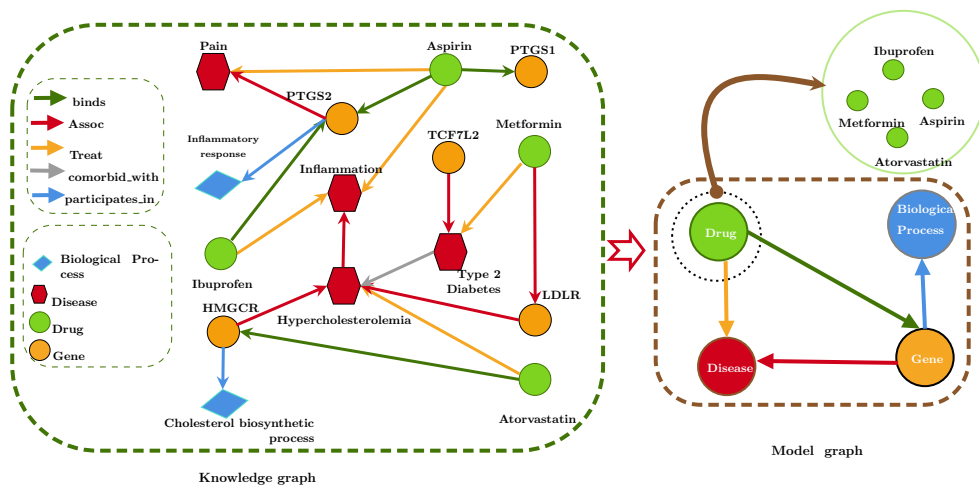 binds
Assoc
Treat
comorbid_with
participates_in
Biological Pro-
cess
Disease
Drug
Gene
Pain
Aspirin
PTGS1
PTGS2
Inflammatory
response
TCF7L2
Metformin
Inflammation
Ibuprofen
Type 2
Diabetes
HMGCR
LDLR
Hypercholesterolemia
Cholesterol biosynthetic
process
Atorvastatin
Knowledge graph
Ibuprofen
Metformin
Aspirin
Atorvastatin
Drug
Biological
Process
Disease
Gene
Model graph